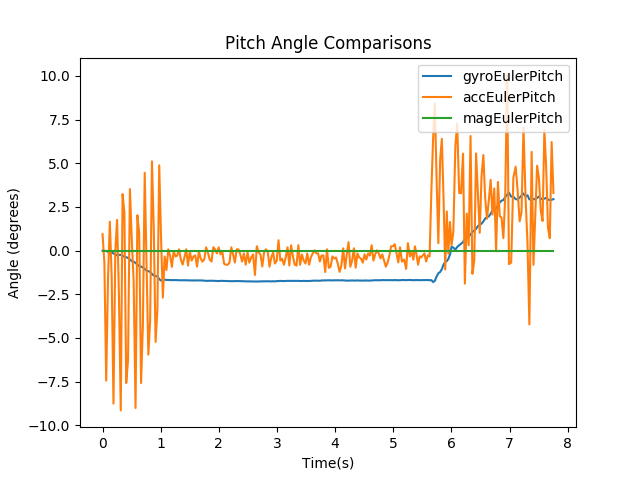 Pitch Angle Comparisons
gyroEulerPitch
accEulerPitch
magEulerPitch
Angle (degrees)
10.0
7.5
5.0
2.5
0.0
−2.5
−5.0
−7.5
−10.0
0 1 2 3 4 5 6 7 8
Time(s)